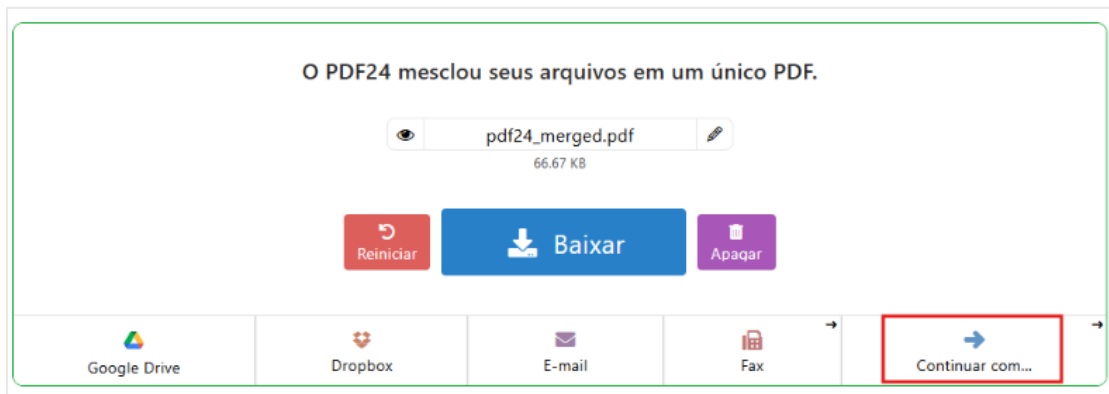 O PDF24 mesclou seus arquivos em um único PDF.
pdf24_merged.pdf
66.67 KB
Reiniciar
Baixar
Apagar
Google Drive
Dropbox
E-mail
Fax
Continuar com...